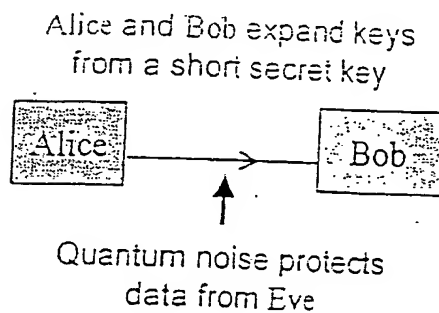 Alice and Bob expand keys
from a short secret key
Alice
Bob
Quantum noise protects
data from Eve